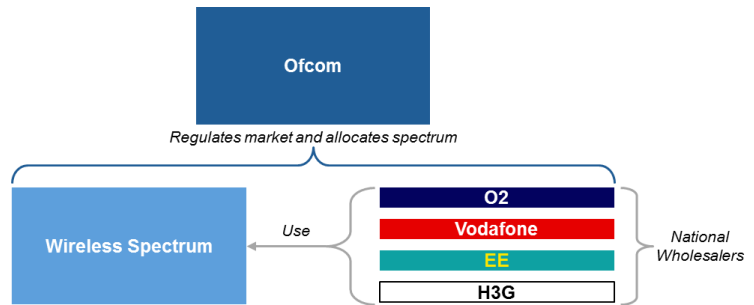 Ofcom
Regulates market and allocates spectrum
Wireless Spectrum
Use
O2
Vodafone
EE
H3G
National
Wholesalers